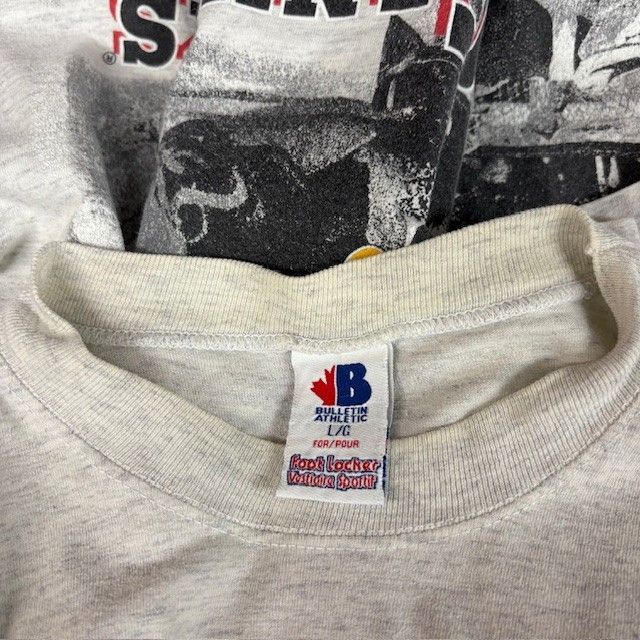 B
BULLETIN
ATHLETIC
L/G
FOR/POUR
Foot Locker
Vestiaire Sportif